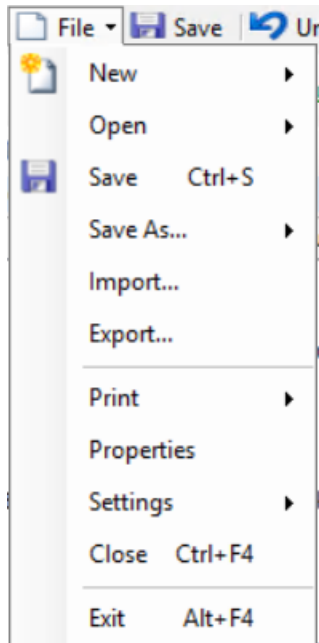 File Save Un
New
Open
Save Ctrl+S
Save As...
Import...
Export...
Print
Properties
Settings
Close Ctrl+F4
Exit Alt+F4